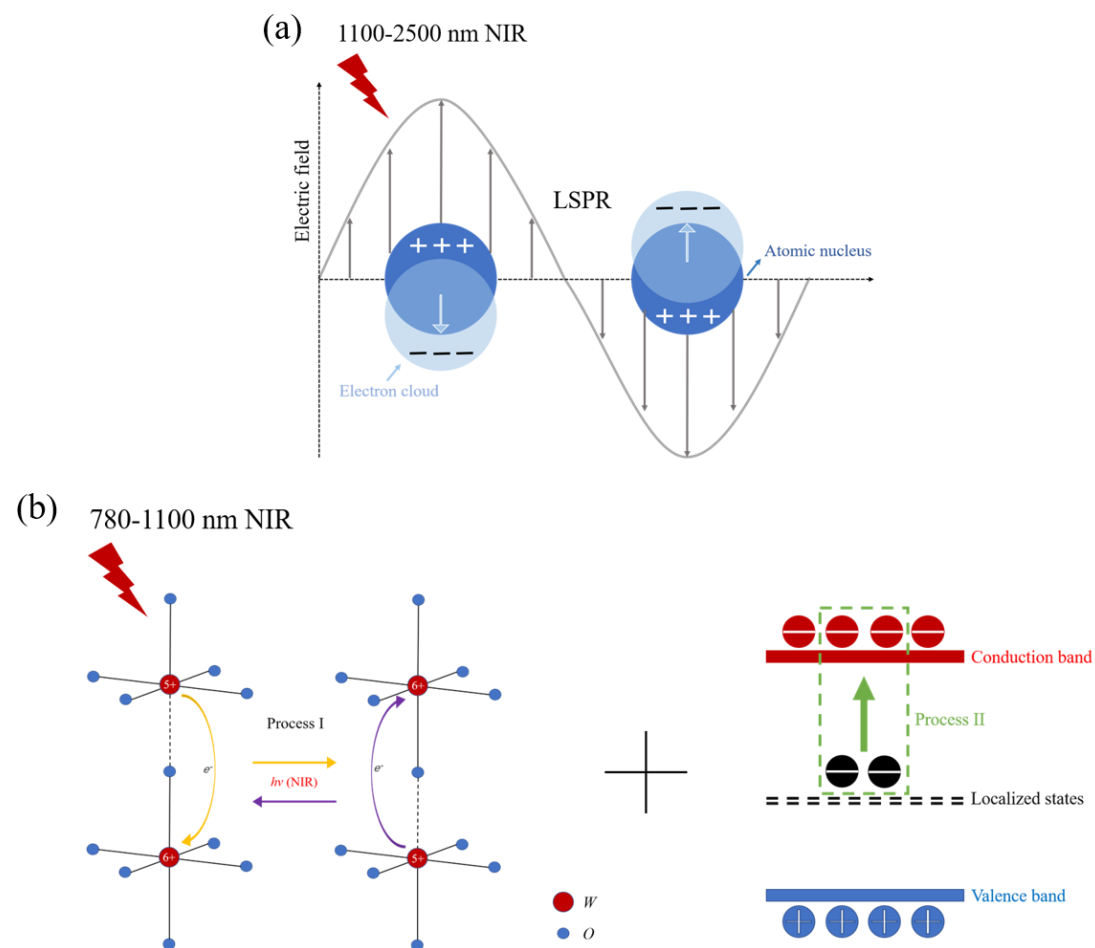 (a)
1100-2500 nm NIR
Electric field
LSPR
+ + +
− − −
− − −
+ + +
Atomic nucleus
Electron cloud
(b)
780-1100 nm NIR
5+
6+
Process I
e⁻
hv (NIR)
e⁻
6+
5+
Conduction band
Process II
Localized states
Valence band
W
O